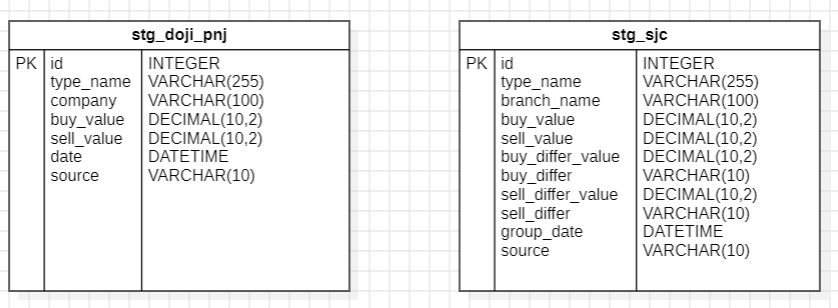 stg_doji_pnj
PK id INTEGER
type_name VARCHAR(255)
company VARCHAR(100)
buy_value DECIMAL(10,2)
sell_value DECIMAL(10,2)
date DATETIME
source VARCHAR(10)
stg_sjc
PK id INTEGER
type_name VARCHAR(255)
branch_name VARCHAR(100)
buy_value DECIMAL(10,2)
sell_value DECIMAL(10,2)
buy_differ_value DECIMAL(10,2)
buy_differ VARCHAR(10)
sell_differ_value DECIMAL(10,2)
sell_differ VARCHAR(10)
group_date DATETIME
source VARCHAR(10)